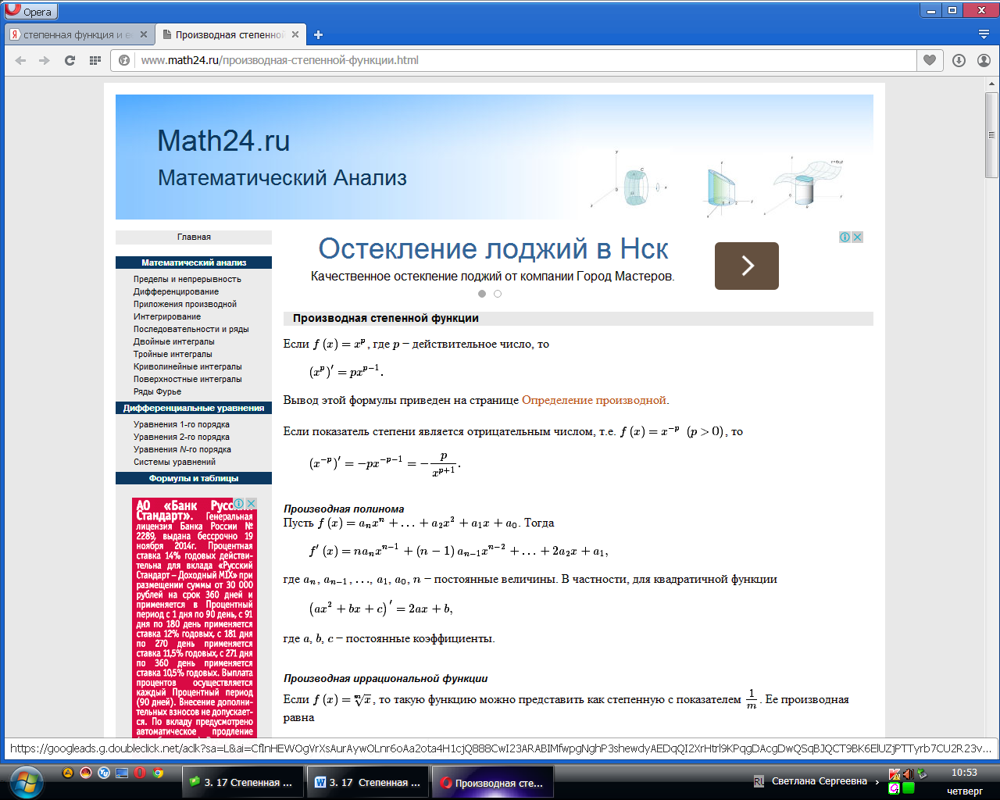 Opera
степенная функция и е
Производная степенной
www.math24.ru/производная-степенной-функции.html
Math24.ru
Математический Анализ
Главная
Математический анализ
Пределы и непрерывность
Дифференцирование
Приложения производной
Интегрирование
Последовательности и ряды
Двойные интегралы
Тройные интегралы
Криволинейные интегралы
Поверхностные интегралы
Ряды Фурье
Дифференциальные уравнения
Уравнения 1-го порядка
Уравнения 2-го порядка
Уравнения N-го порядка
Системы уравнений
Формулы и таблицы
АО «Банк Русский
Стандарт». Генеральная
лицензия Банка России №
2289, выдана бессрочно 19
ноября 2014г. Процентная
ставка 14% годовых действи-
тельна для вклада «Русский
Стандарт – Доходный MIX» при
размещении суммы от 30 000
рублей на срок 360 дней и
применяется в Процентный
период с 1 дня по 90 день, с 91
дня по 180 день применяется
ставка 12% годовых, с 181 дня
по 270 день применяется
ставка 11,5% годовых, с 271 дня
по 360 день применяется
ставка 10,5% годовых. Выплата
процентов осуществляется
каждый Процентный период
(90 дней). Внесение дополни-
тельных взносов не допускает-
ся. По вкладу предусмотрено
автоматическое продление
Остекление лоджий в Нск
Качественное остекление лоджий от компании Город Мастеров.
Производная степенной функции
Если f (x) = x^p, где p − действительное число, то
(x^p)′ = px^{p−1}.
Вывод этой формулы приведен на странице Определение производной.
Если показатель степени является отрицательным числом, т.е. f (x) = x^{−p} (p > 0), то
(x^{−p})′ = −px^{−p−1} = −p/x^{p+1}.
Производная полинома
Пусть f (x) = a_n x^n + … + a_2 x^2 + a_1 x + a_0. Тогда
f′ (x) = na_n x^{n−1} + (n − 1) a_{n−1} x^{n−2} + … + 2a_2 x + a_1,
где a_n, a_{n−1}, …, a_1, a_0, n − постоянные величины. В частности, для квадратичной функции
(ax^2 + bx + c)′ = 2ax + b,
где a, b, c − постоянные коэффициенты.
Производная иррациональной функции
Если f (x) = ᵐ√x, то такую функцию можно представить как степенную с показателем 1/m. Ее производная
равна
https://googleads.g.doubleclick.net/aclk?sa=L&ai=CfInHEWOgVrXsAurAywOLnr6oAa2ota4H1cjQ888CwI23ARABIMfwpgNghP3shewdyAEDqQI2XrHtrl9KPqgDAcgDwQSqBJQCT9BK6ElUZjPTTyrb7CU2R23v...
3. 17 Степенная ...
3. 17 Степенная ...
Производная сте...
RU
Светлана Сергеевна
10:53
четверг